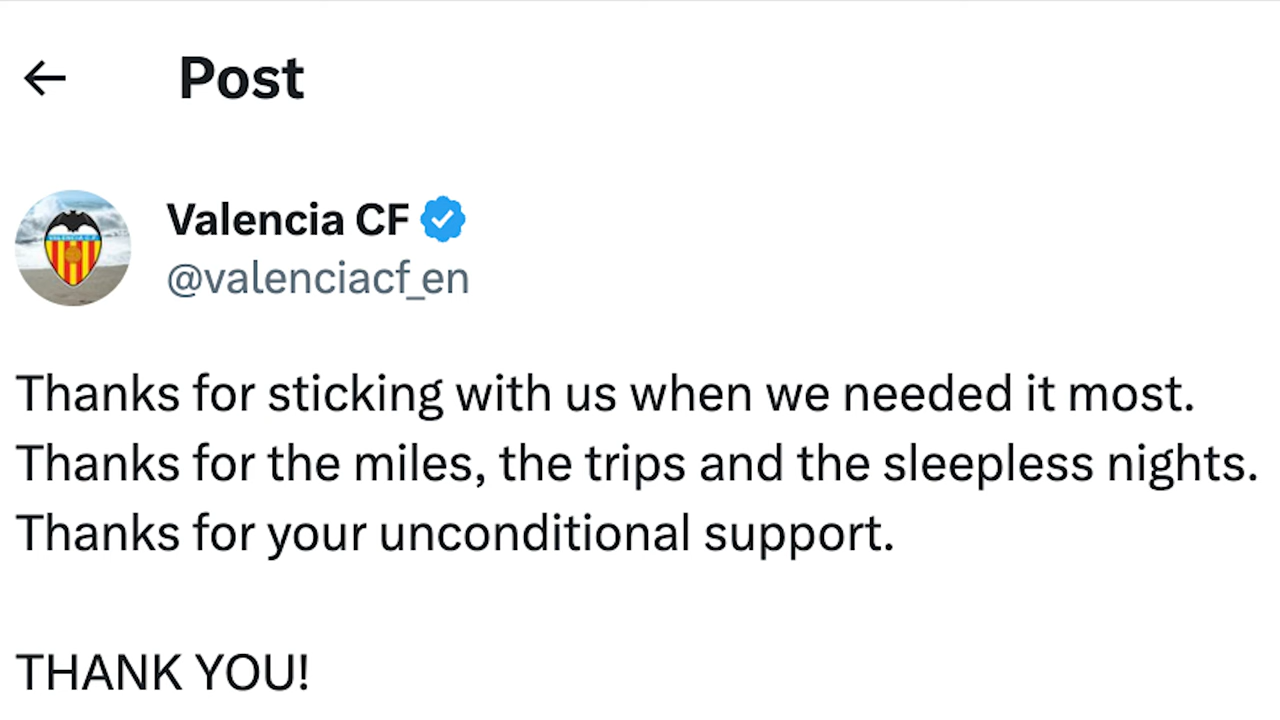 Post
Valencia CF
@valenciacf_en
Thanks for sticking with us when we needed it most.
Thanks for the miles, the trips and the sleepless nights.
Thanks for your unconditional support.
THANK YOU!